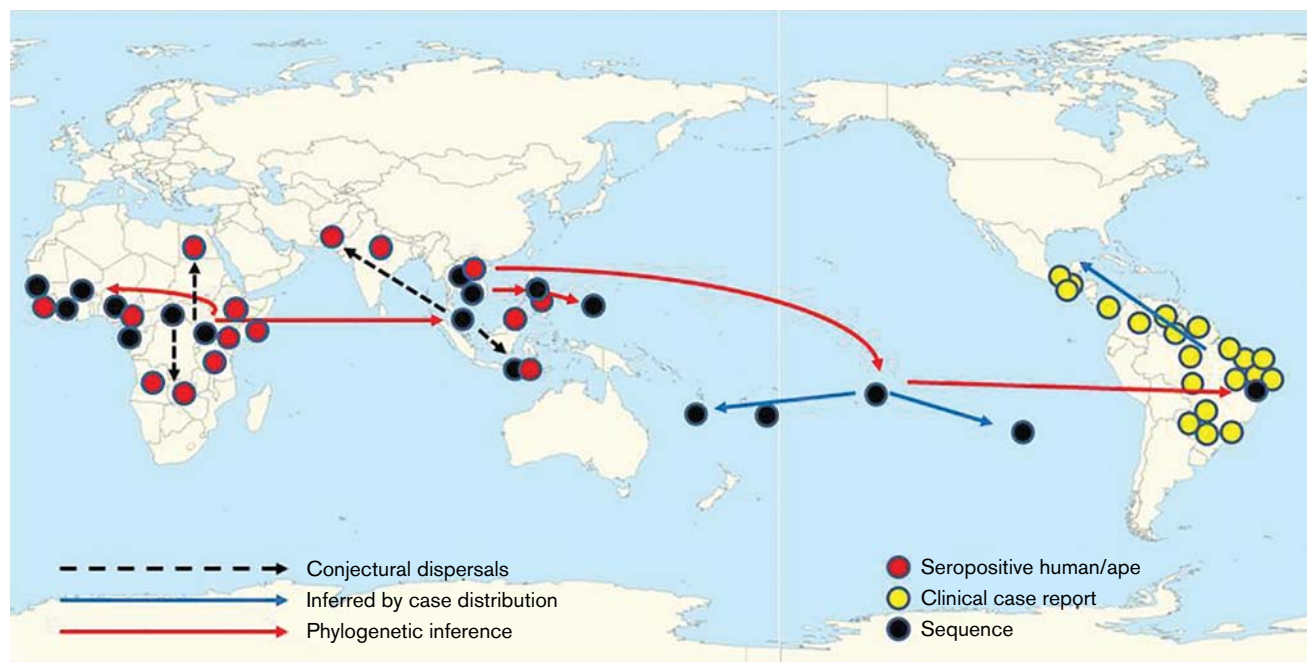 Conjectural dispersals
Inferred by case distribution
Phylogenetic inference
Seropositive human/ape
Clinical case report
Sequence